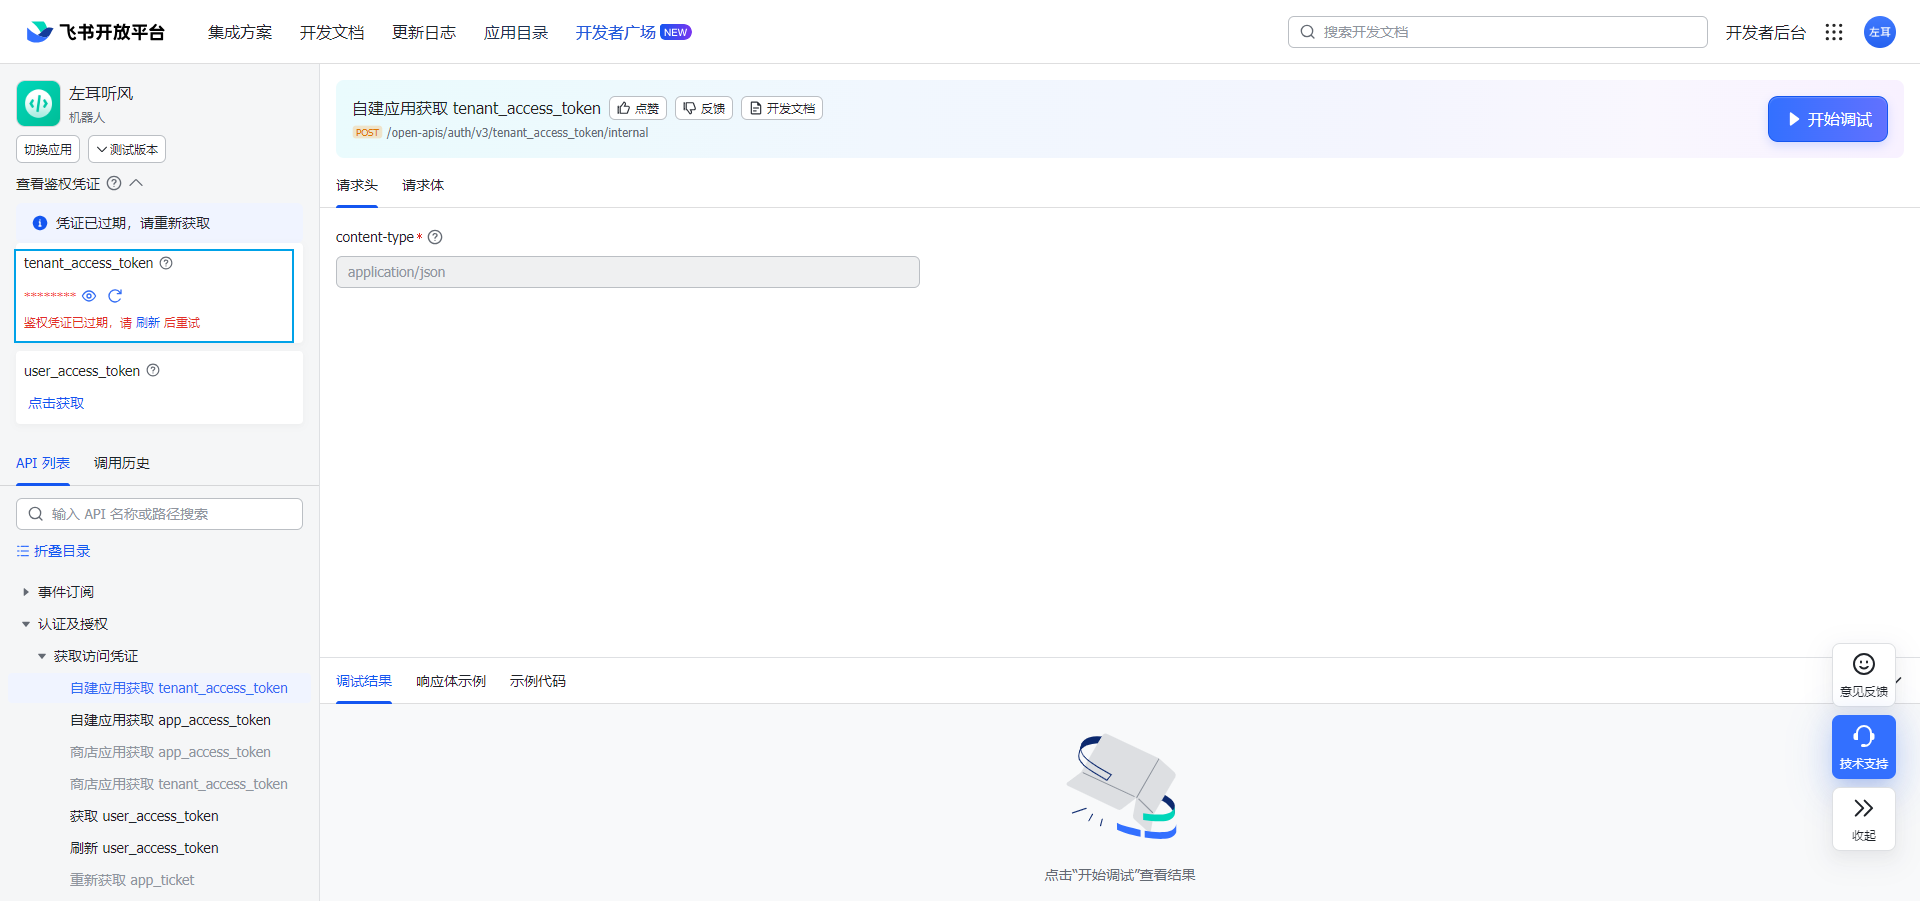 飞书开放平台 集成方案 开发文档 更新日志 应用目录 开发者广场 NEW 搜索开发文档 开发者后台 左耳
左耳听风
机器人
切换应用 测试版本
查看鉴权凭证
凭证已过期，请重新获取
tenant_access_token
********
鉴权凭证已过期，请 刷新 后重试
user_access_token
点击获取
API 列表 调用历史
输入 API 名称或路径搜索
折叠目录
事件订阅
认证及授权
获取访问凭证
自建应用获取 tenant_access_token
自建应用获取 app_access_token
商店应用获取 app_access_token
商店应用获取 tenant_access_token
获取 user_access_token
刷新 user_access_token
重新获取 app_ticket
自建应用获取 tenant_access_token 点赞 反馈 开发文档
POST /open-apis/auth/v3/tenant_access_token/internal
开始调试
请求头 请求体
content-type *
application/json
调试结果 响应体示例 示例代码
点击“开始调试”查看结果
意见反馈
技术支持
收起